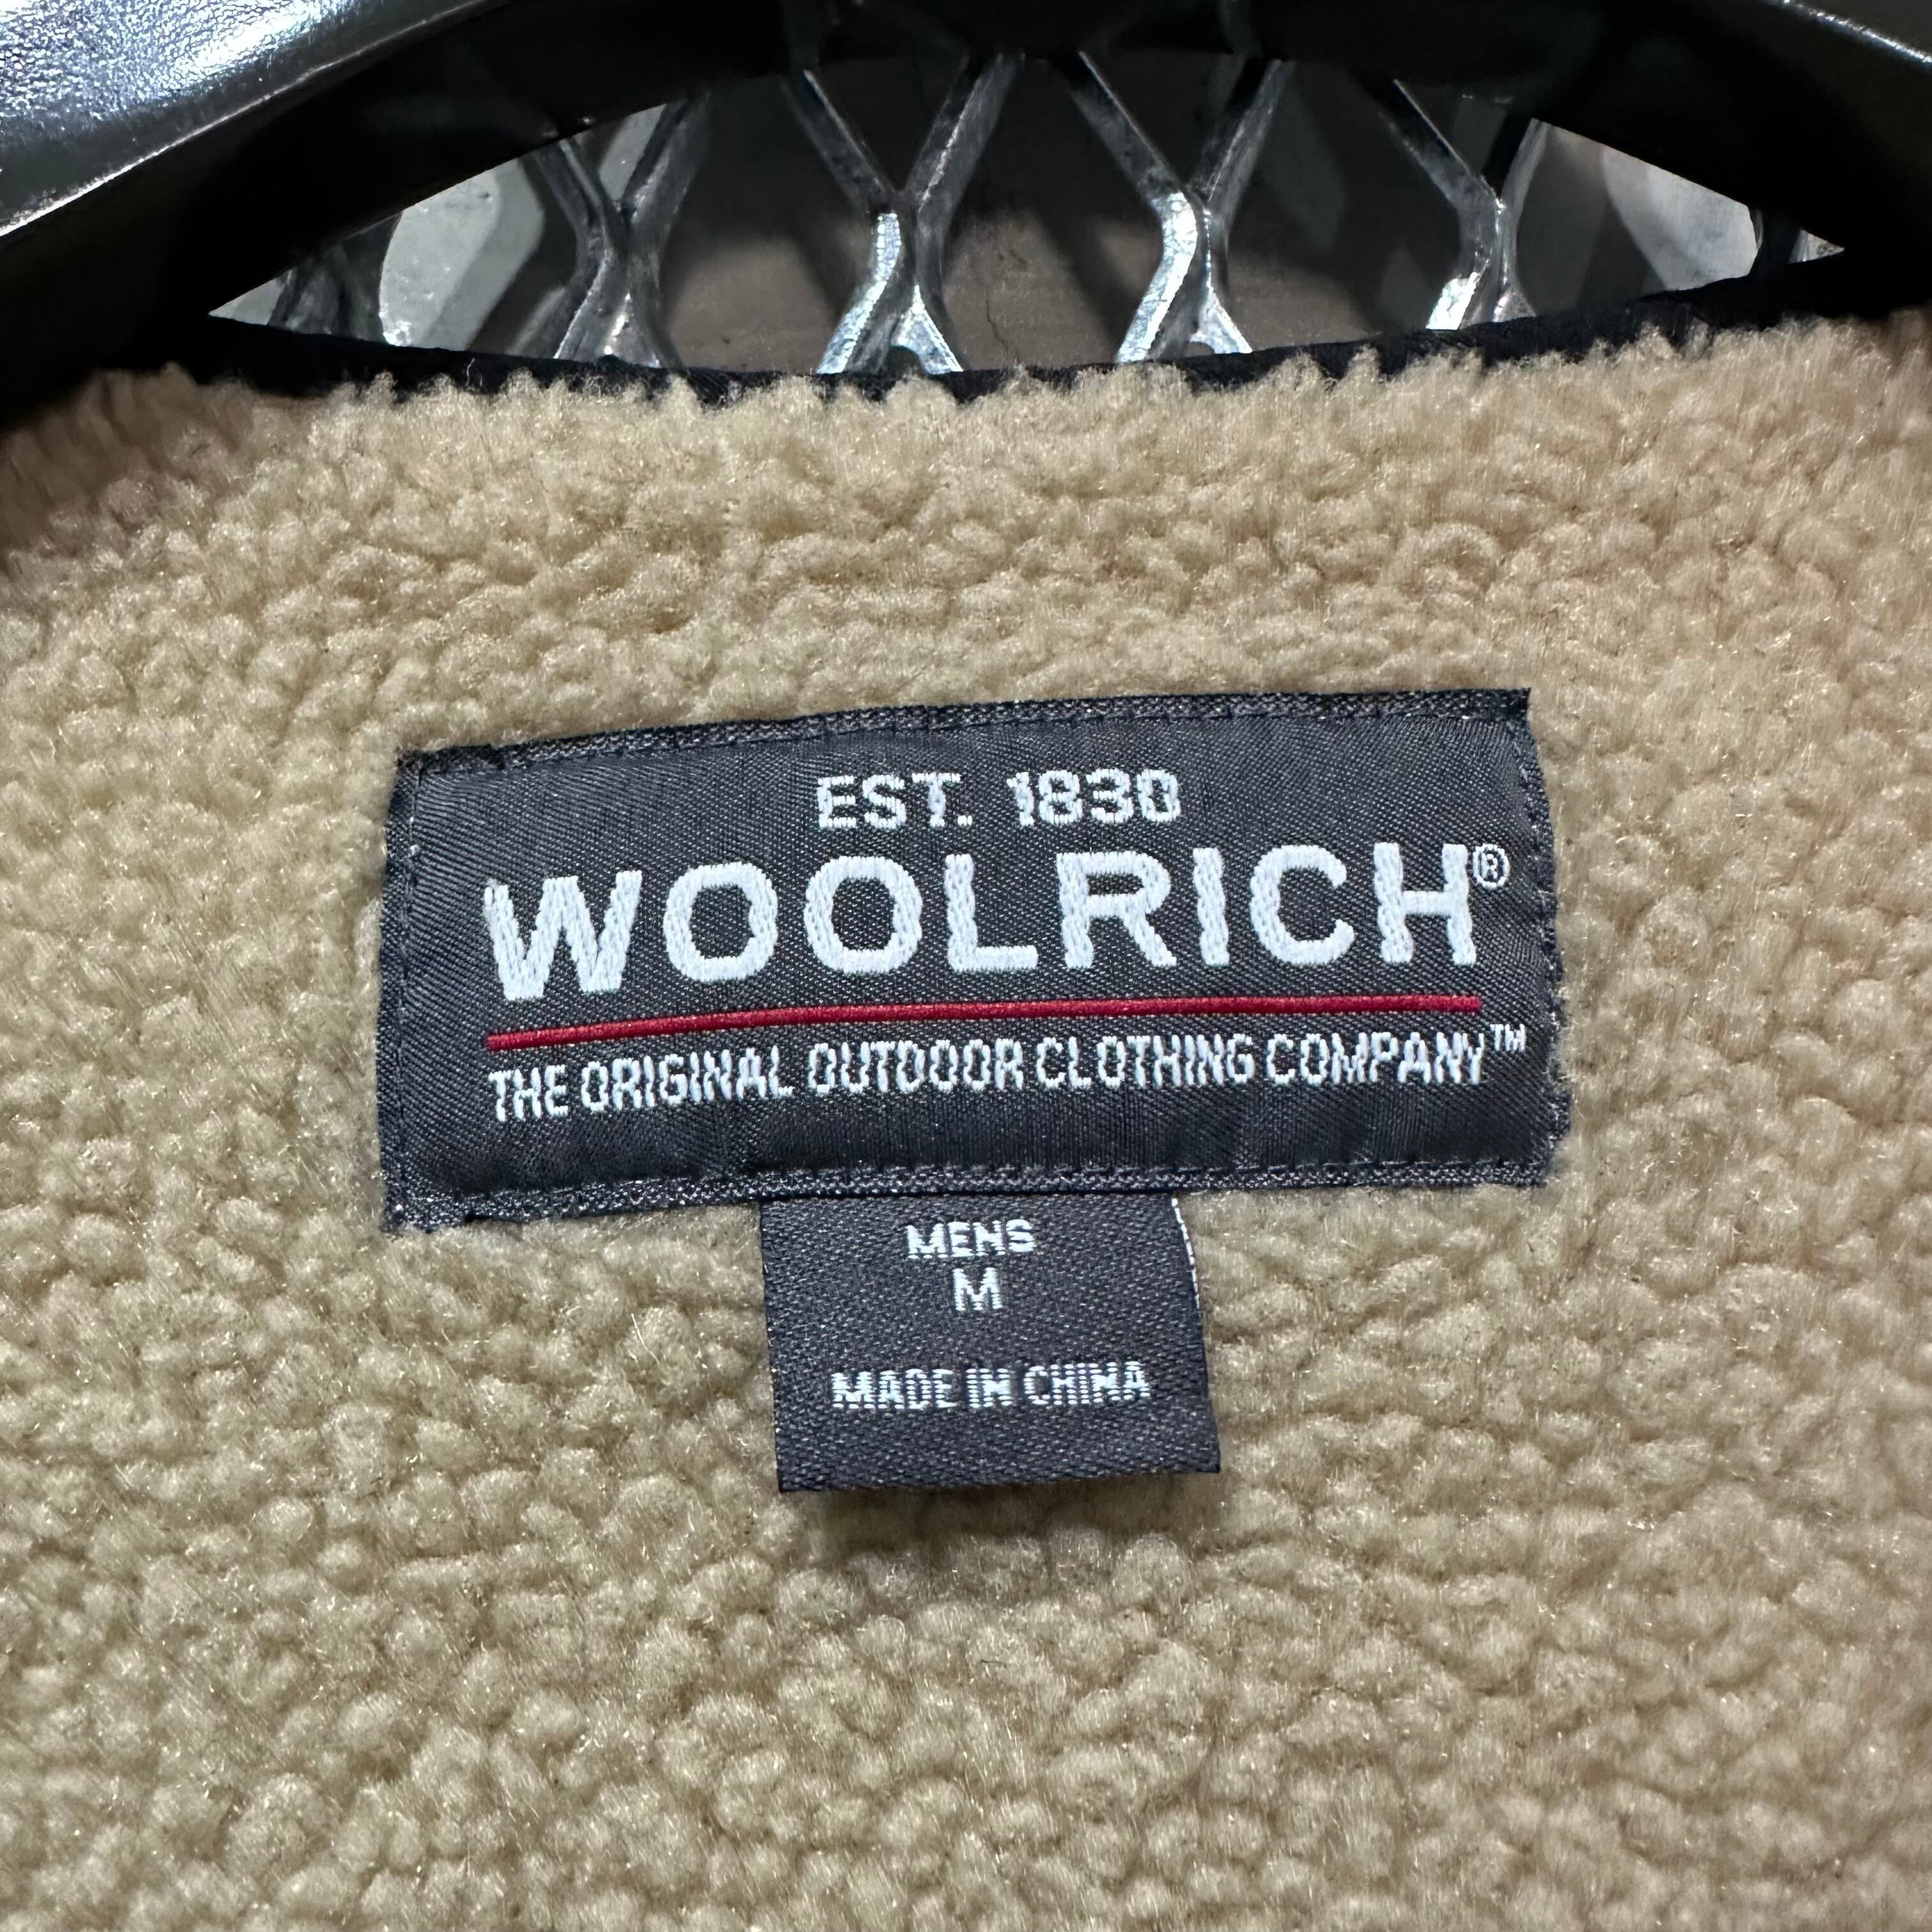 EST. 1830
WOOLRICH®
THE ORIGINAL OUTDOOR CLOTHING COMPANY™
MENS
M
MADE IN CHINA